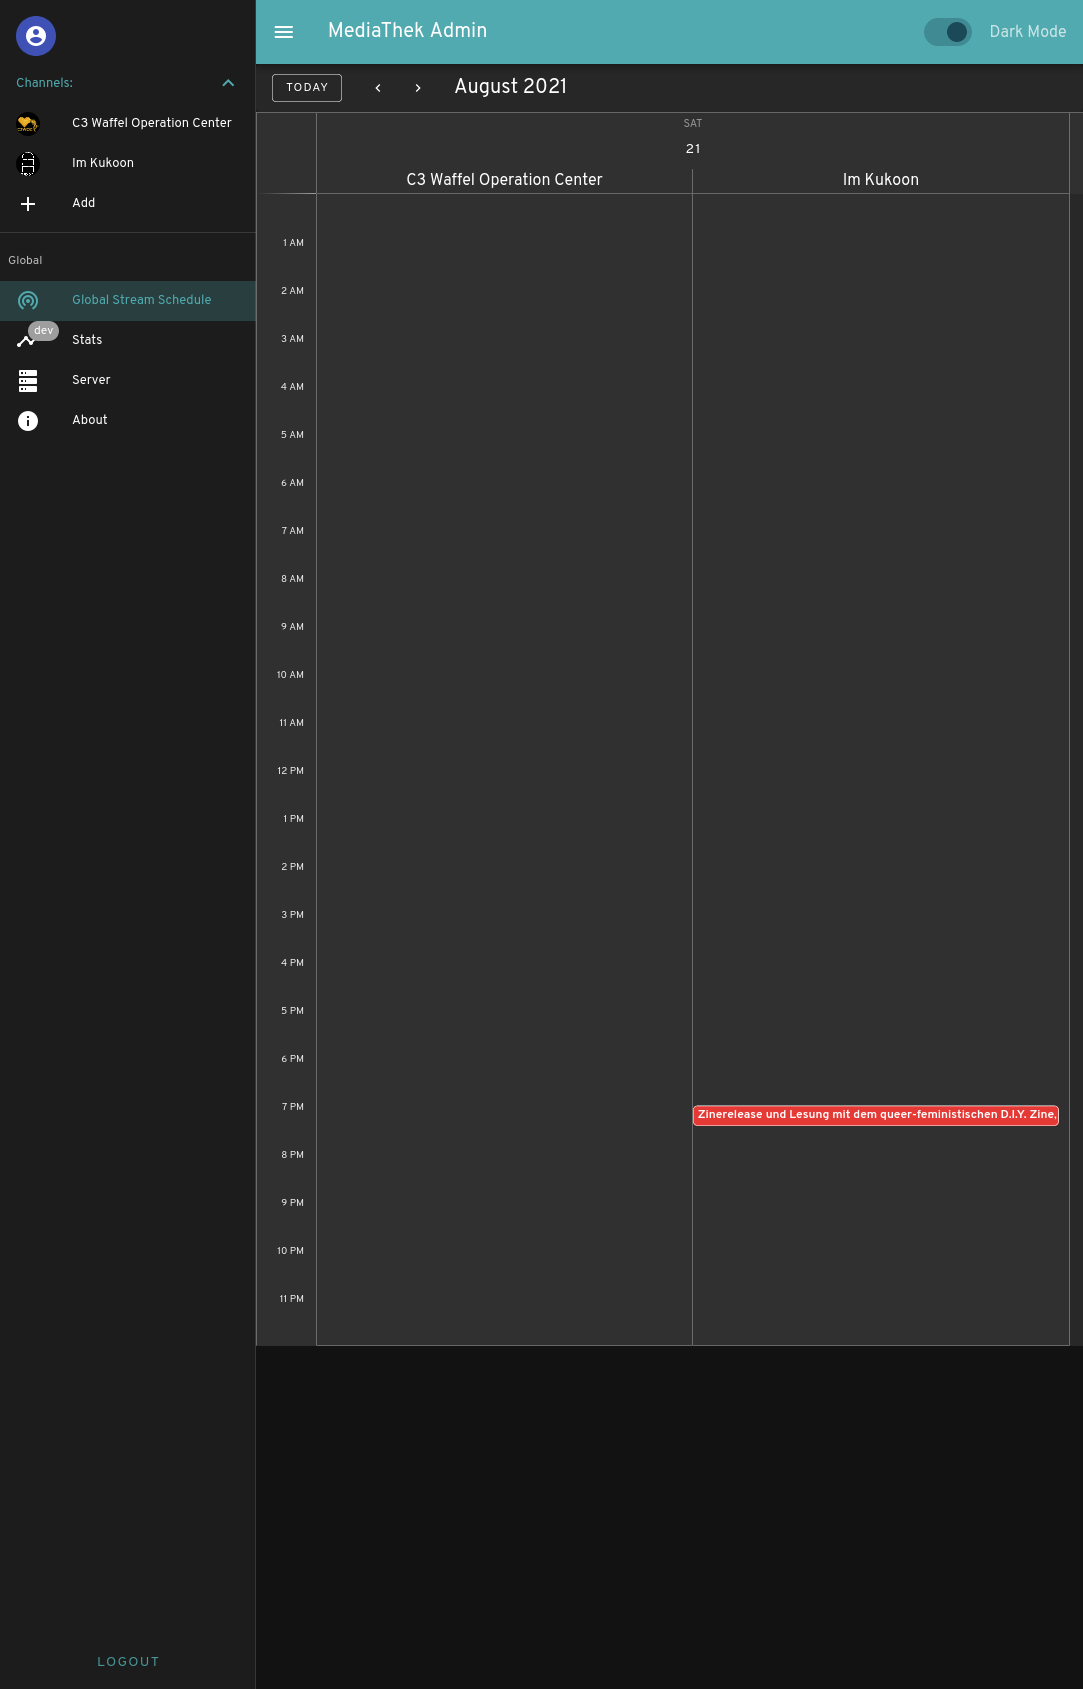 MediaThek Admin
Dark Mode
Channels:
C3 Waffel Operation Center
Im Kukoon
Add
Global
Global Stream Schedule
dev
Stats
Server
About
LOGOUT
TODAY
August 2021
SAT
21
C3 Waffel Operation Center
Im Kukoon
1 AM
2 AM
3 AM
4 AM
5 AM
6 AM
7 AM
8 AM
9 AM
10 AM
11 AM
12 PM
1 PM
2 PM
3 PM
4 PM
5 PM
6 PM
7 PM
Zinerelease und Lesung mit dem queer-feministischen D.I.Y. Zine,
8 PM
9 PM
10 PM
11 PM